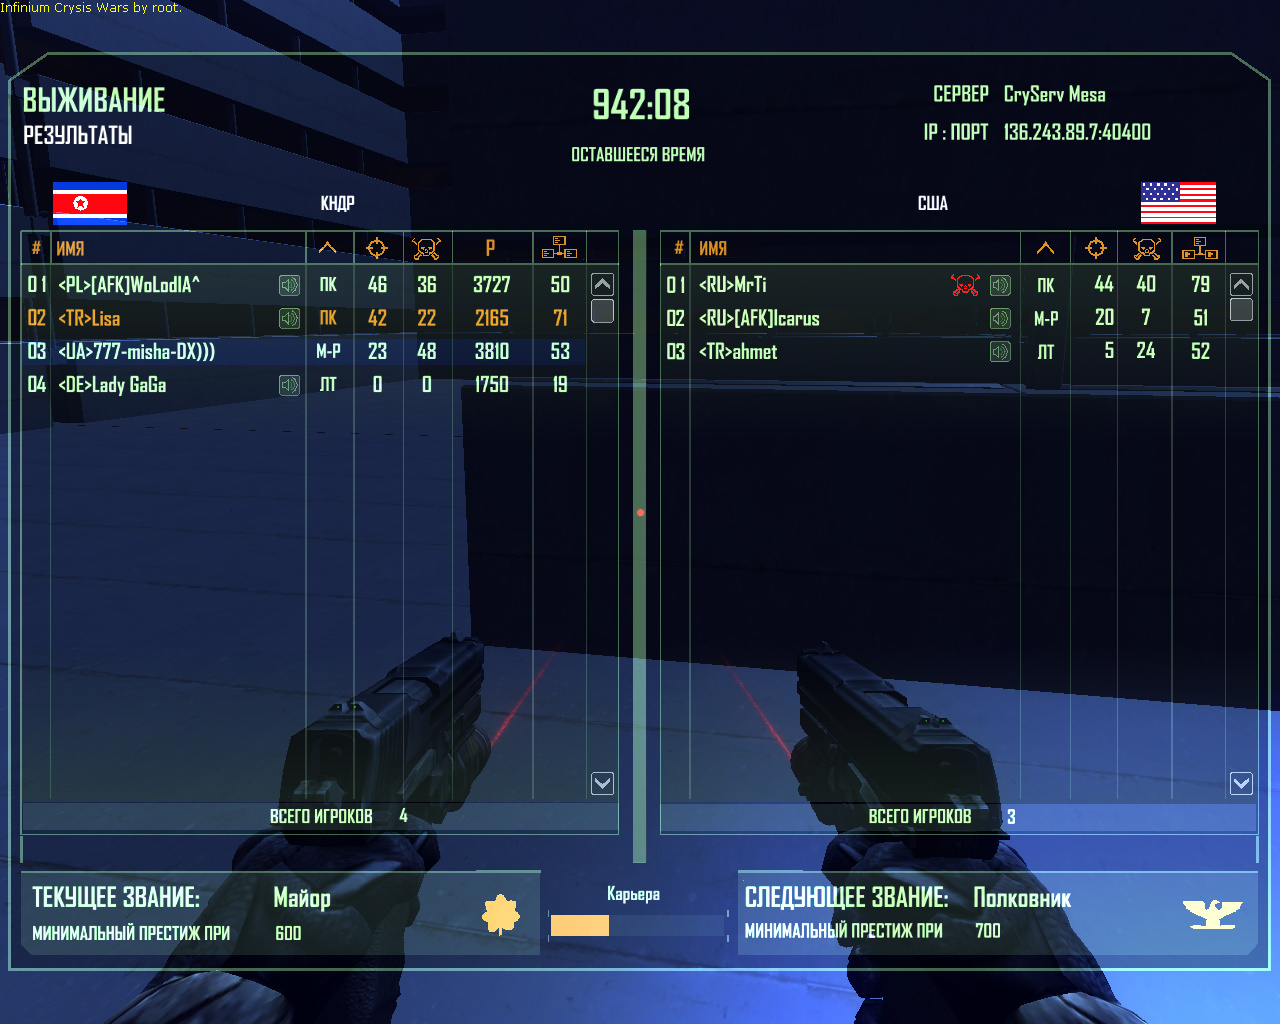 Infinium Crysis Wars by root.
ВЫЖИВАНИЕ
РЕЗУЛЬТАТЫ
942:08
ОСТАВШЕЕСЯ ВРЕМЯ
СЕРВЕР CryServ Mesa
IP : ПОРТ 136.243.89.7:40400
КНДР
# ИМЯ P
01 <PL>[AFK]WoLodIA^ ПК 46 36 3727 50
02 <TR>Lisa ПК 42 22 2165 71
03 <UA>777-misha-DX))) М-Р 23 48 3810 53
04 <DE>Lady GaGa ЛТ 0 0 1750 19
ВСЕГО ИГРОКОВ 4
США
# ИМЯ
01 <RU>MrTi ПК 44 40 79
02 <RU>[AFK]Icarus М-Р 20 7 51
03 <TR>ahmet ЛТ 5 24 52
ВСЕГО ИГРОКОВ 3
ТЕКУЩЕЕ ЗВАНИЕ: Майор
МИНИМАЛЬНЫЙ ПРЕСТИЖ ПРИ 600
Карьера
СЛЕДУЮЩЕЕ ЗВАНИЕ: Полковник
МИНИМАЛЬНЫЙ ПРЕСТИЖ ПРИ 700